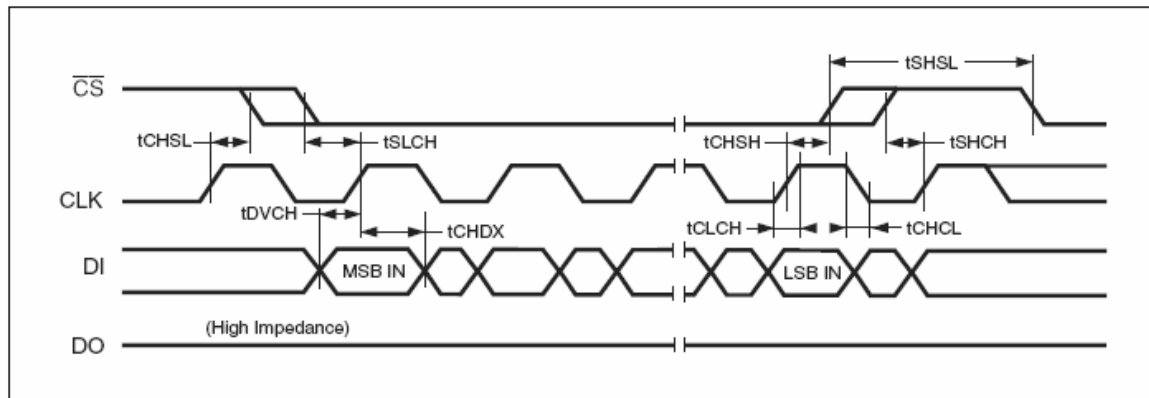 tSHSL
CS
tCHSL
tSLCH
tCHSH
tSHCH
CLK
tDVCH
tCHDX
tCLCH
tCHCL
DI
MSB IN
LSB IN
(High Impedance)
DO